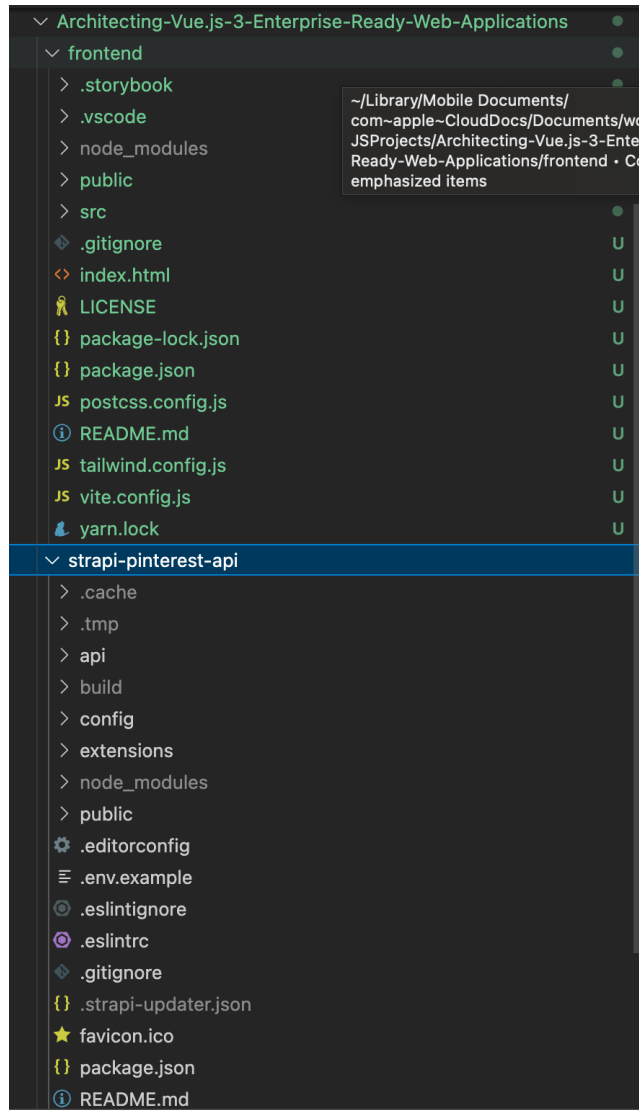 Architecting-Vue.js-3-Enterprise-Ready-Web-Applications
frontend
.storybook
~/Library/Mobile Documents/
com~apple~CloudDocs/Documents/wo
JSProjects/Architecting-Vue.js-3-Ente
Ready-Web-Applications/frontend • Co
emphasized items
.vscode
node_modules
public
src
.gitignore U
<> index.html U
LICENSE U
{} package-lock.json U
{} package.json U
JS postcss.config.js U
README.md U
JS tailwind.config.js U
JS vite.config.js U
yarn.lock U
strapi-pinterest-api
.cache
.tmp
api
build
config
extensions
node_modules
public
.editorconfig
.env.example
.eslintignore
.eslintrc
.gitignore
{} .strapi-updater.json
favicon.ico
{} package.json
README.md